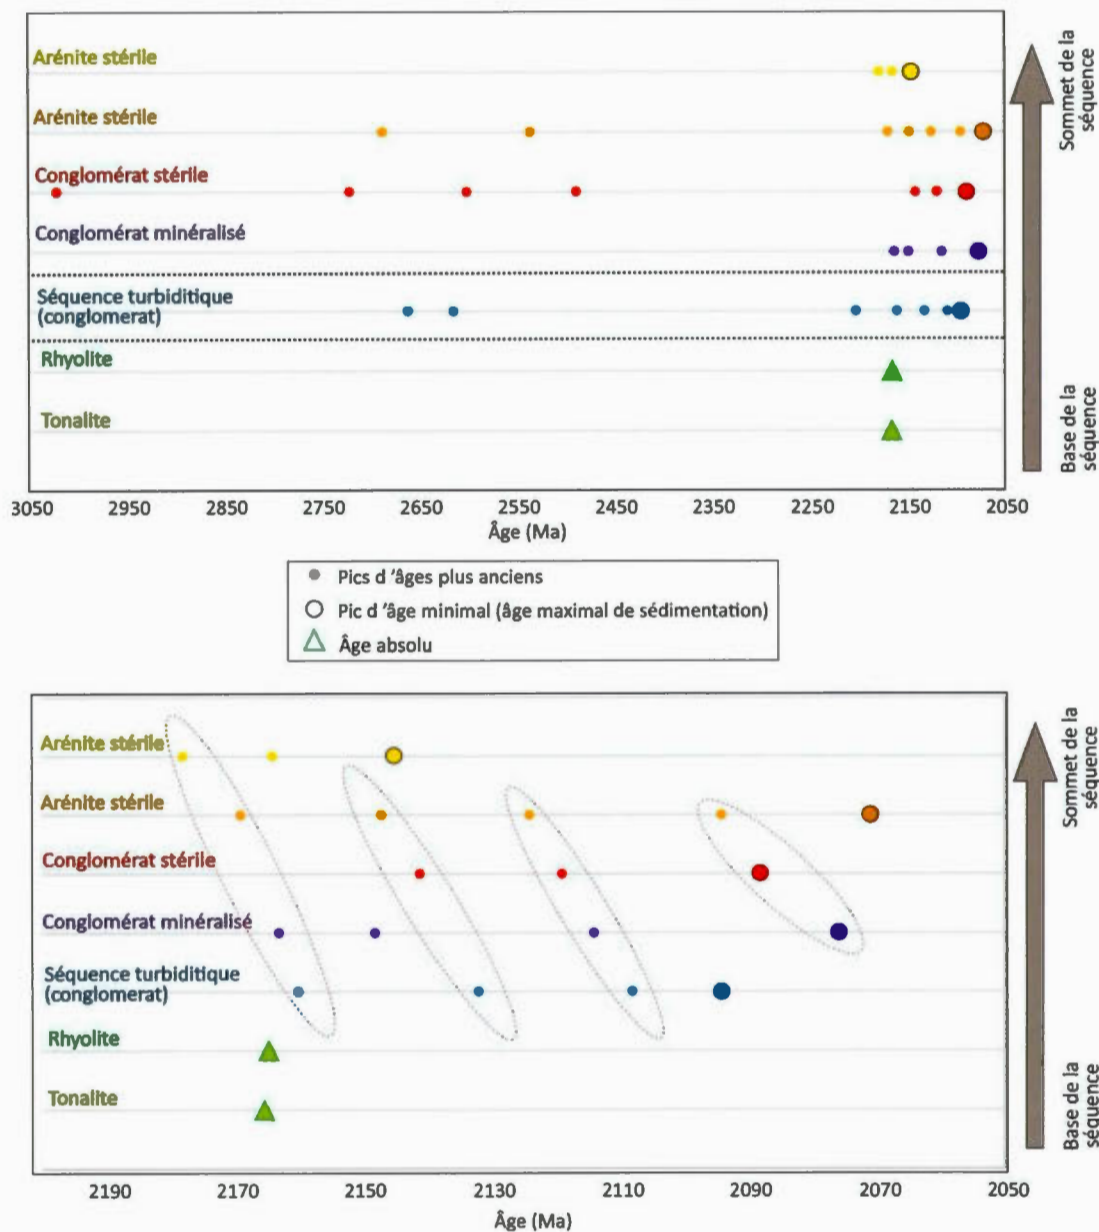 Arénite stérile
Arénite stérile
Conglomérat stérile
Conglomérat minéralisé
Séquence turbiditique
(conglomerat)
Rhyolite
Tonalite
Sommet de la
séquence
Base de la
séquence
3050 2950 2850 2750 2650 2550 2450 2350 2250 2150 2050
Âge (Ma)
Pics d 'âges plus anciens
Pic d 'âge minimal (âge maximal de sédimentation)
Âge absolu
Arénite stérile
Arénite stérile
Conglomérat stérile
Conglomérat minéralisé
Séquence turbiditique
(conglomerat)
Rhyolite
Tonalite
Sommet de la
séquence
Base de la
séquence
2190 2170 2150 2130 2110 2090 2070 2050
Âge (Ma)